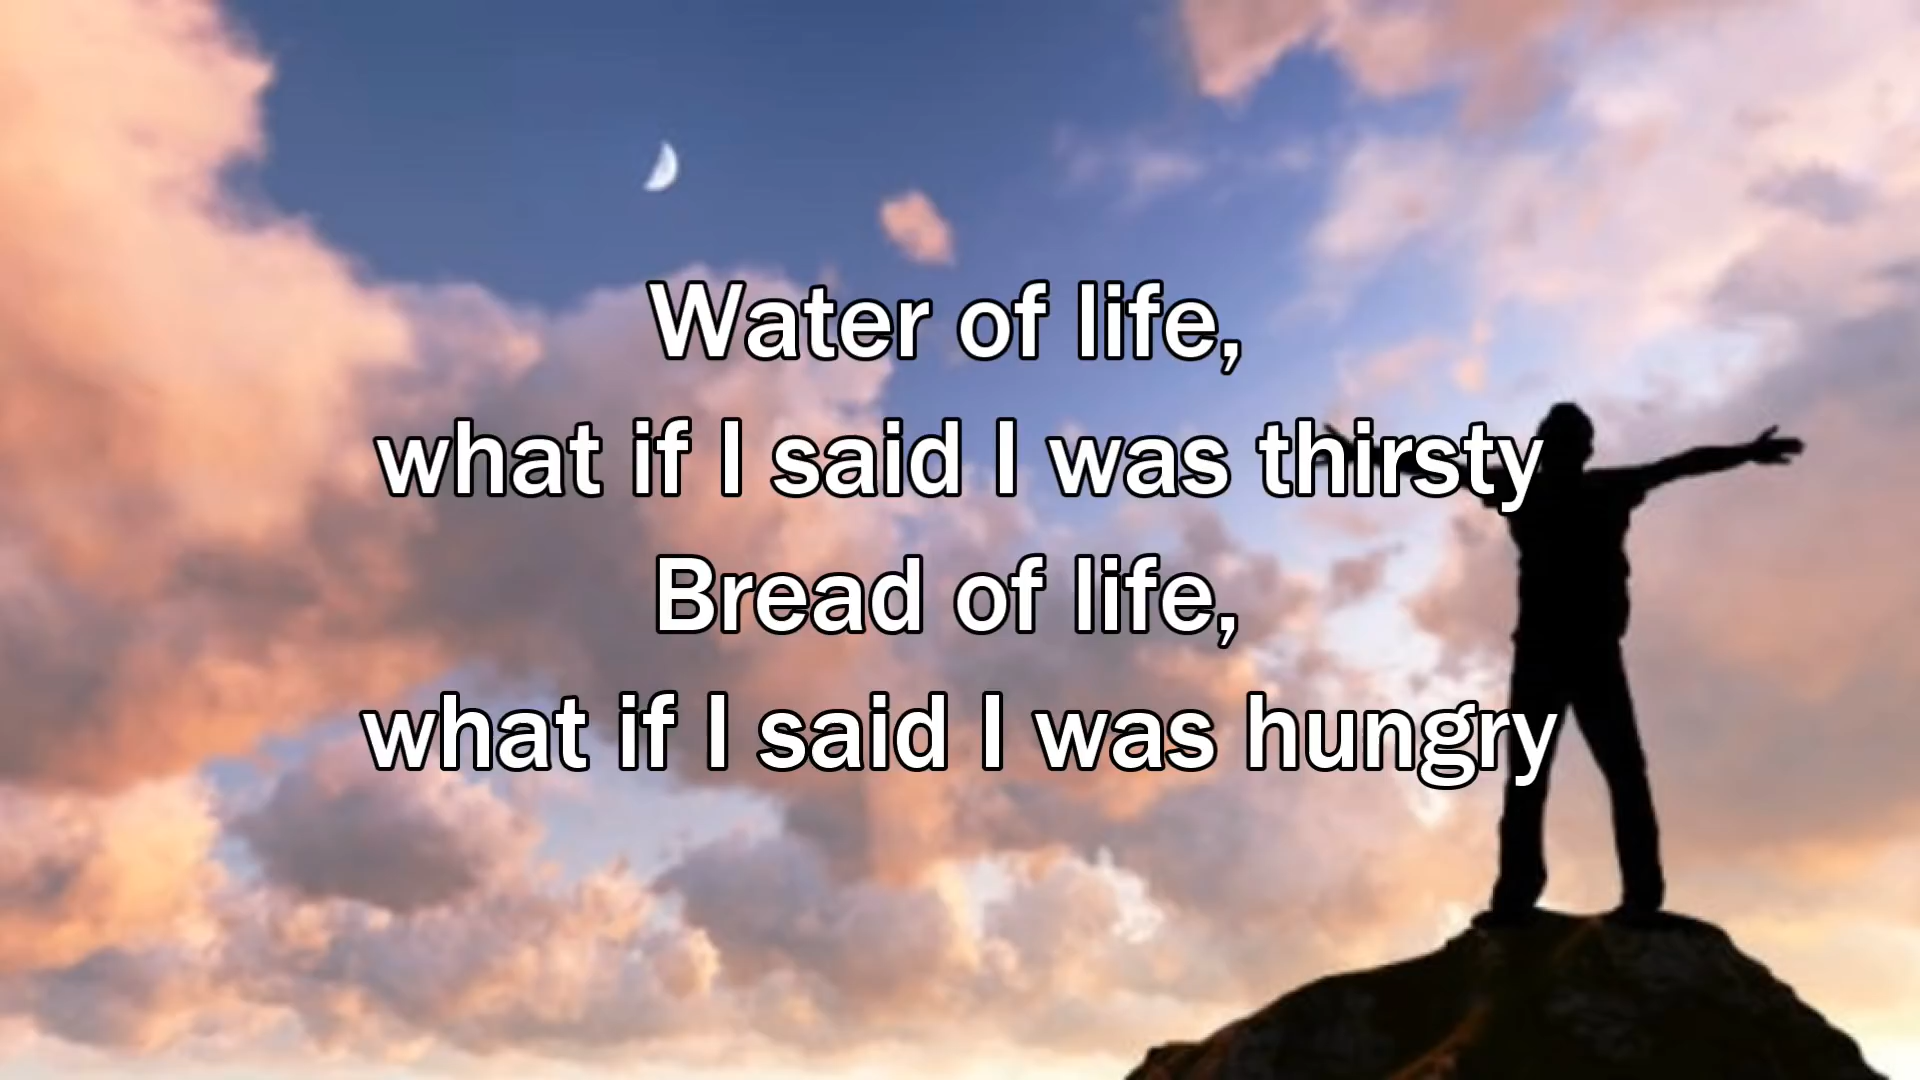 Water of life,
what if I said I was thirsty
Bread of life,
what if I said I was hungry